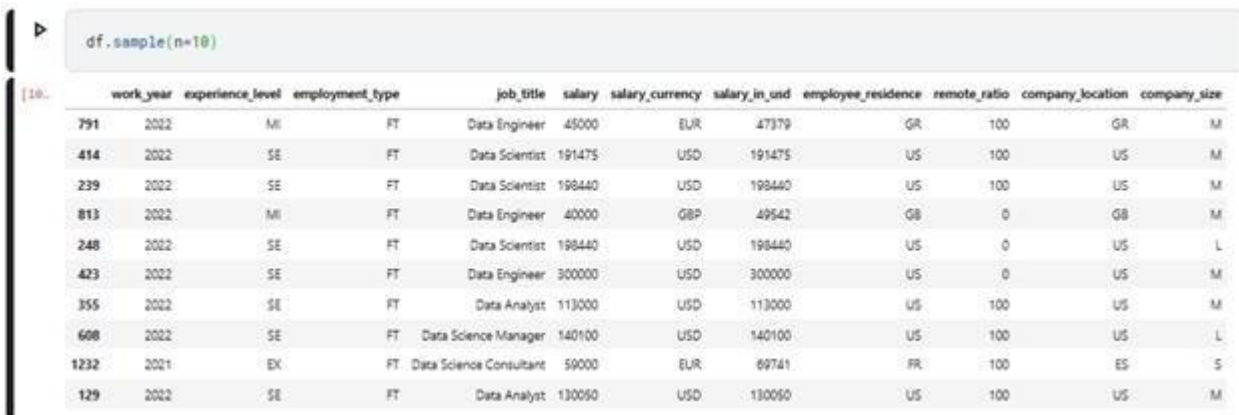 df.sample(n=10)
[10...
work_year experience_level employment_type job_title salary salary_currency salary_in_usd employee_residence remote_ratio company_location company_size
791 2022 MI FT Data Engineer 45000 EUR 47379 GR 100 GR M
414 2022 SE FT Data Scientist 191475 USD 191475 US 100 US M
239 2022 SE FT Data Scientist 198440 USD 198440 US 100 US M
813 2022 MI FT Data Engineer 40000 GBP 49542 GB 0 GB M
248 2022 SE FT Data Scientist 198440 USD 198440 US 0 US L
423 2022 SE FT Data Engineer 300000 USD 300000 US 0 US M
355 2022 SE FT Data Analyst 113000 USD 113000 US 100 US M
608 2022 SE FT Data Science Manager 140100 USD 140100 US 100 US L
1232 2021 EX FT Data Science Consultant 59000 EUR 69741 FR 100 ES S
129 2022 SE FT Data Analyst 130050 USD 130050 US 100 US M